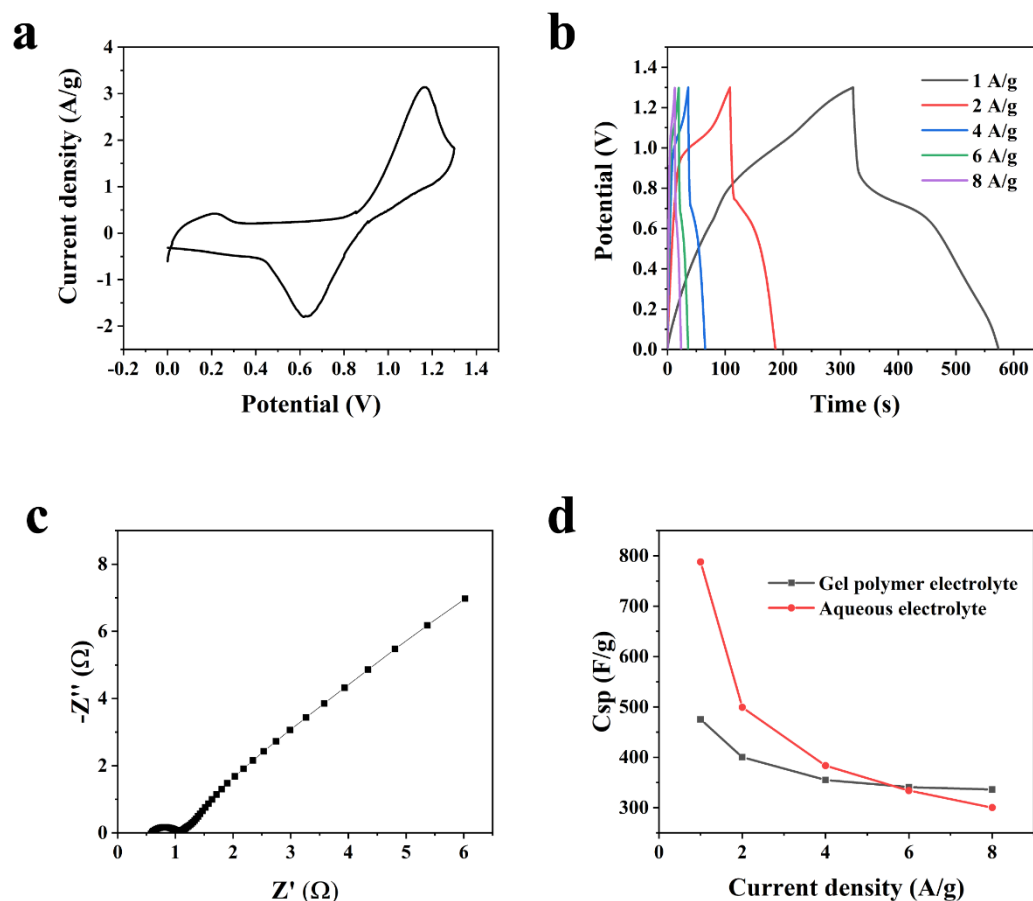 a
Current density (A/g)
4
3
2
1
0
-1
-2
-0.2 0.0 0.2 0.4 0.6 0.8 1.0 1.2 1.4
Potential (V)
b
Potential (V)
1.4
1.2
1.0
0.8
0.6
0.4
0.2
0.0
0 100 200 300 400 500 600
Time (s)
1 A/g
2 A/g
4 A/g
6 A/g
8 A/g
c
-Z'' (Ω)
8
6
4
2
0
0 1 2 3 4 5 6
Z' (Ω)
d
Csp (F/g)
800
700
600
500
400
300
0 2 4 6 8
Current density (A/g)
Gel polymer electrolyte
Aqueous electrolyte